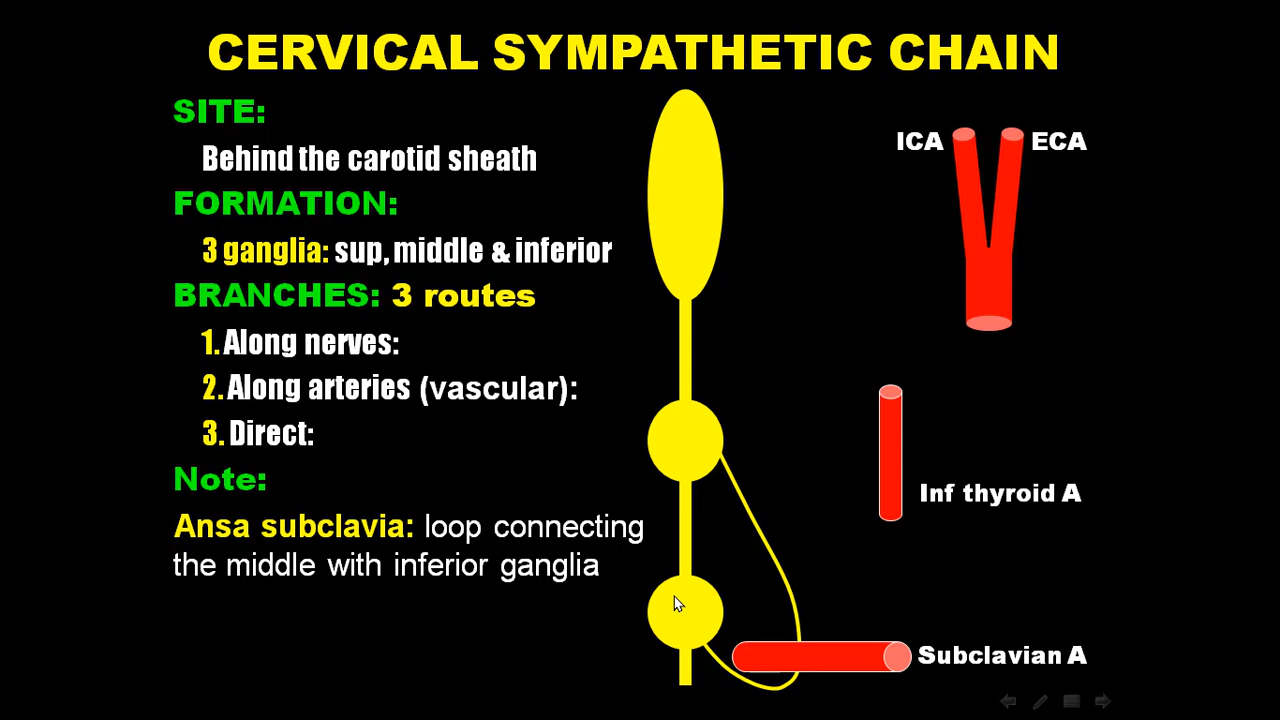 CERVICAL SYMPATHETIC CHAIN
SITE:
Behind the carotid sheath
FORMATION:
3 ganglia: sup, middle & inferior
BRANCHES: 3 routes
1. Along nerves:
2. Along arteries (vascular):
3. Direct:
Note:
Ansa subclavia: loop connecting
the middle with inferior ganglia
ICA
ECA
Inf thyroid A
Subclavian A